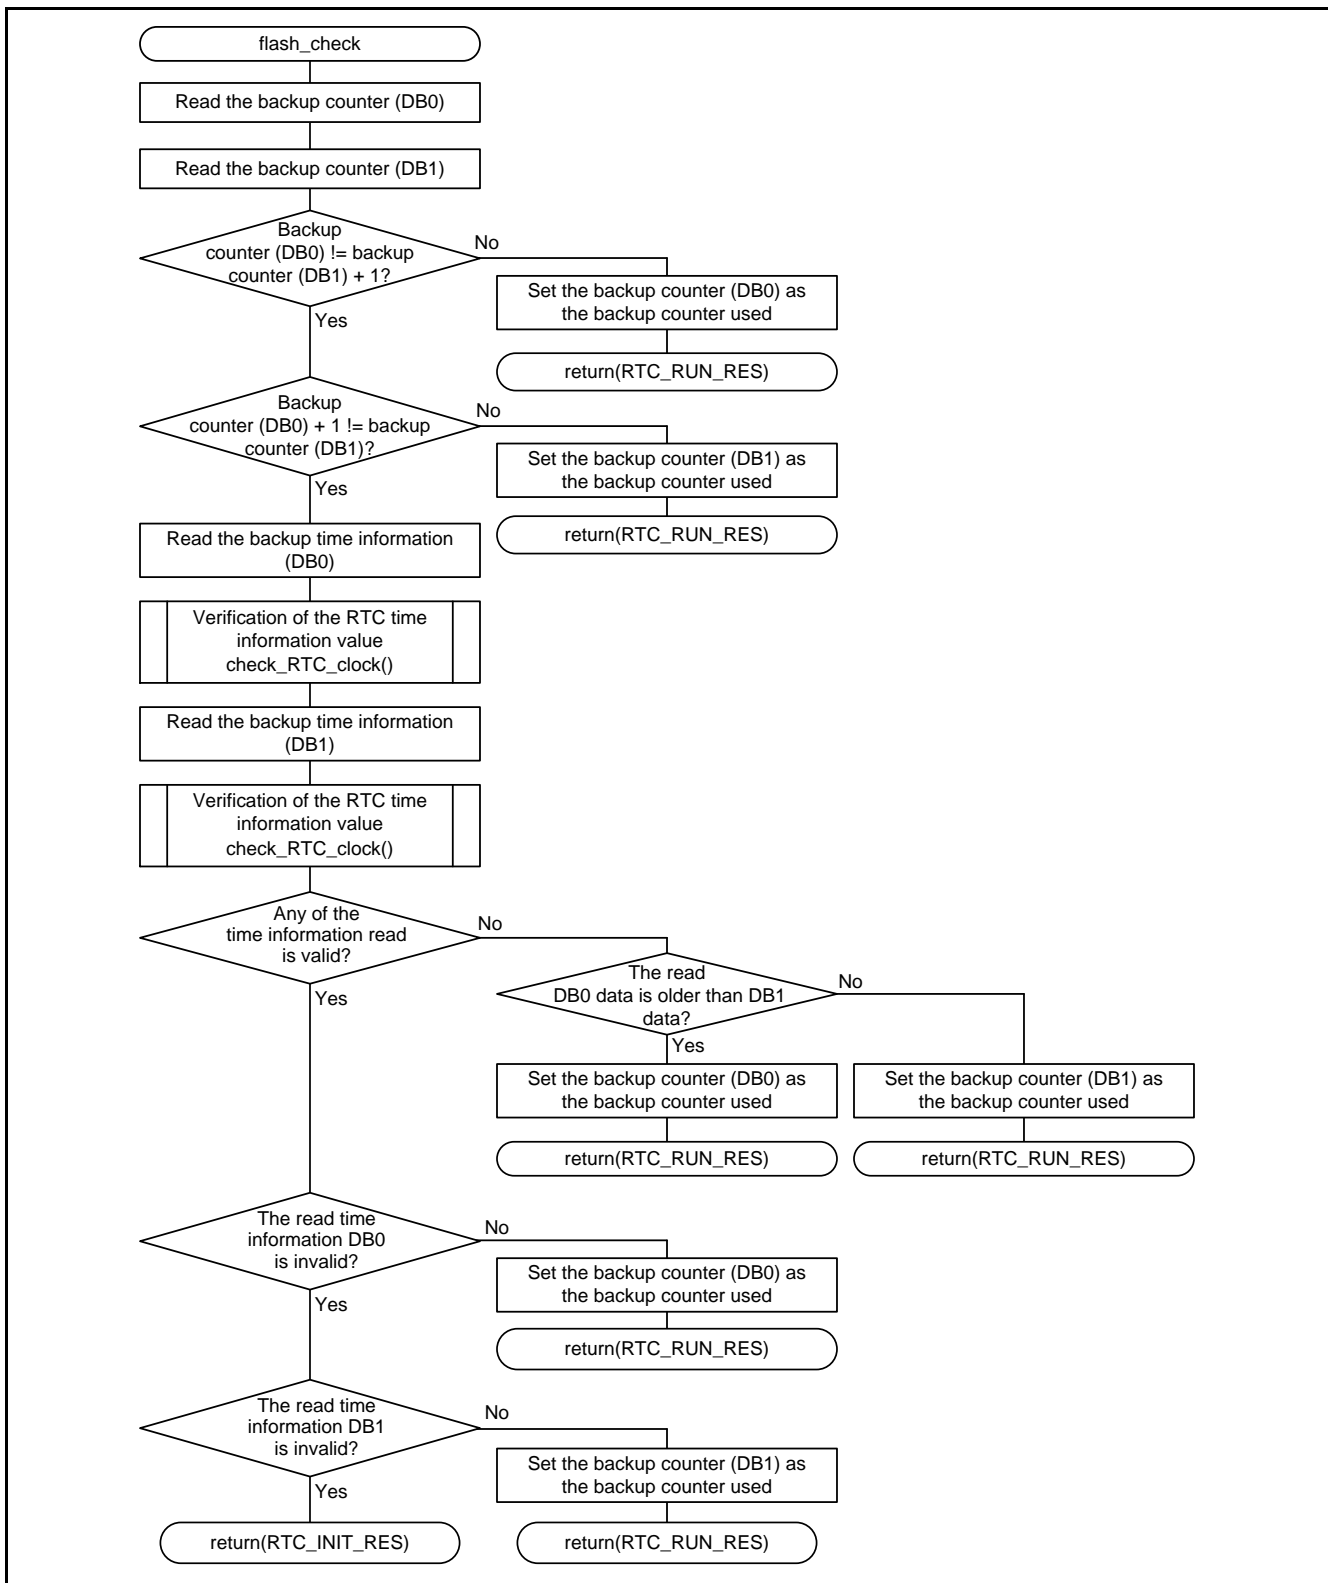 flash_check
Read the backup counter (DB0)
Read the backup counter (DB1)
Backup
counter (DB0) != backup
counter (DB1) + 1?
No
Set the backup counter (DB0) as
the backup counter used
return(RTC_RUN_RES)
Yes
Backup
counter (DB0) + 1 != backup
counter (DB1)?
No
Set the backup counter (DB1) as
the backup counter used
return(RTC_RUN_RES)
Yes
Read the backup time information
(DB0)
Verification of the RTC time
information value
check_RTC_clock()
Read the backup time information
(DB1)
Verification of the RTC time
information value
check_RTC_clock()
Any of the
time information read
is valid?
No
The read
DB0 data is older than DB1
data?
No
Yes
Yes
Set the backup counter (DB0) as
the backup counter used
return(RTC_RUN_RES)
Set the backup counter (DB1) as
the backup counter used
return(RTC_RUN_RES)
The read time
information DB0
is invalid?
No
Set the backup counter (DB0) as
the backup counter used
return(RTC_RUN_RES)
Yes
The read time
information DB1
is invalid?
No
Set the backup counter (DB1) as
the backup counter used
return(RTC_RUN_RES)
Yes
return(RTC_INIT_RES)